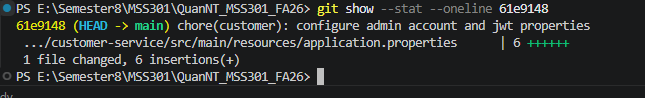 PS E:\Semester8\MSS301\QuanNT_MSS301_FA26> git show --stat --oneline 61e9148
61e9148 (HEAD -> main) chore(customer): configure admin account and jwt properties
.../customer-service/src/main/resources/application.properties | 6 ++++++
1 file changed, 6 insertions(+)
PS E:\Semester8\MSS301\QuanNT_MSS301_FA26>